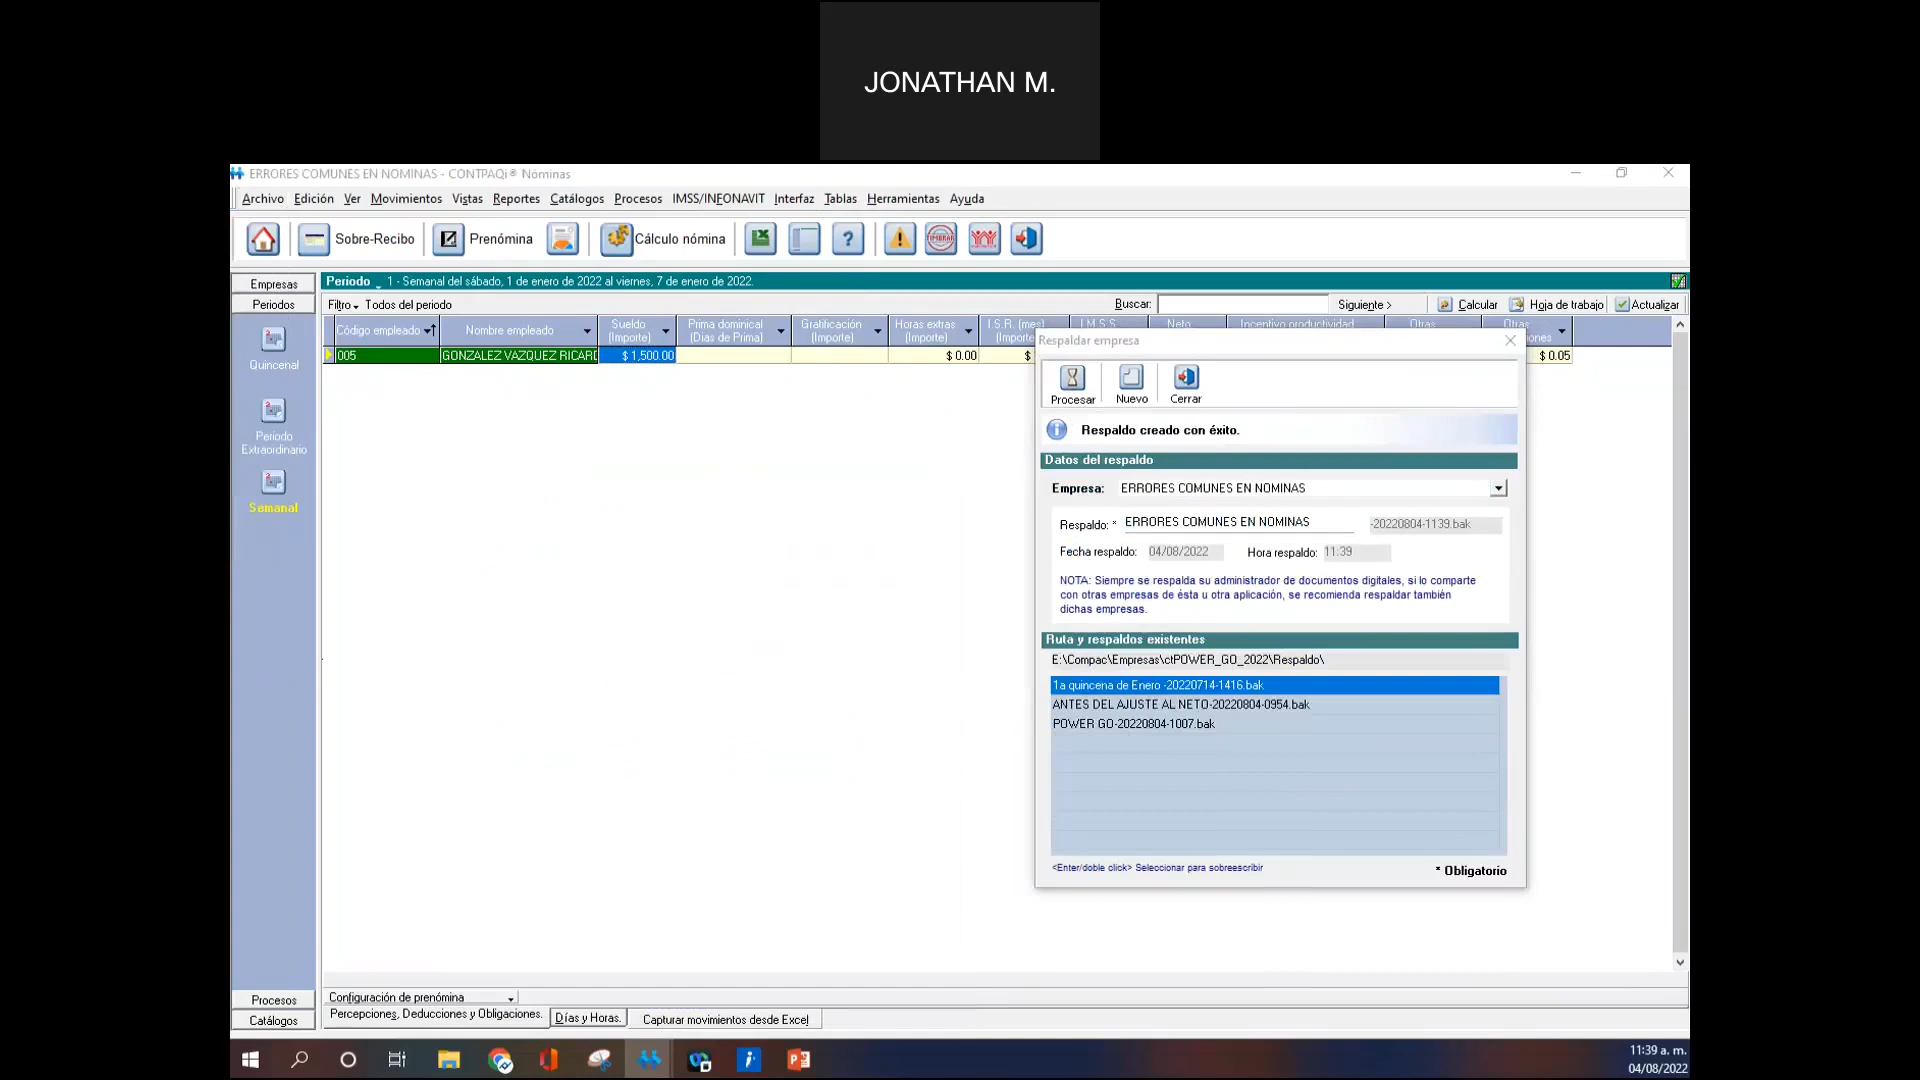 JONATHAN M.
ERRORES COMUNES EN NOMINAS - CONTPAQi® Nóminas
Archivo Edición Ver Movimientos Vistas Reportes Catálogos Procesos IMSS/INFONAVIT Interfaz Tablas Herramientas Ayuda
Sobre-Recibo Prenómina Cálculo nómina
Empresas
Periodo 1 - Semanal del sábado, 1 de enero de 2022 al viernes, 7 de enero de 2022.
Periodos
Filtro Todos del periodo Buscar: Siguiente > Calcular Hoja de trabajo Actualizar
Código empleado Nombre empleado Sueldo (Importe) Prima dominical (Dias de Prima) Gratificación (Importe) Horas extras (Importe) I.S.R. (mes)
005 GONZALEZ VAZQUEZ RICARD $ 1,500.00 $ 0.00 $ $ 0.05
Quincenal
Periodo Extraordinario
Semanal
Respaldar empresa
Procesar Nuevo Cerrar
Respaldo creado con éxito.
Datos del respaldo
Empresa: ERRORES COMUNES EN NOMINAS
Respaldo: * ERRORES COMUNES EN NOMINAS -20220804-1139.bak
Fecha respaldo: 04/08/2022 Hora respaldo: 11:39
NOTA: Siempre se respalda su administrador de documentos digitales, si lo comparte
con otras empresas de ésta u otra aplicación, se recomienda respaldar también
dichas empresas.
Ruta y respaldos existentes
E:\Compac\Empresas\ctPOWER_GO_2022\Respaldo\
1a quincena de Enero -20220714-1416.bak
ANTES DEL AJUSTE AL NETO-20220804-0954.bak
POWER GO-20220804-1007.bak
<Enter/doble click> Seleccionar para sobreescribir
* Obligatorio
Procesos
Catálogos
Configuración de prenómina
Percepciones, Deducciones y Obligaciones. Días y Horas. Capturar movimientos desde Excel
11:39 a. m.
04/08/2022